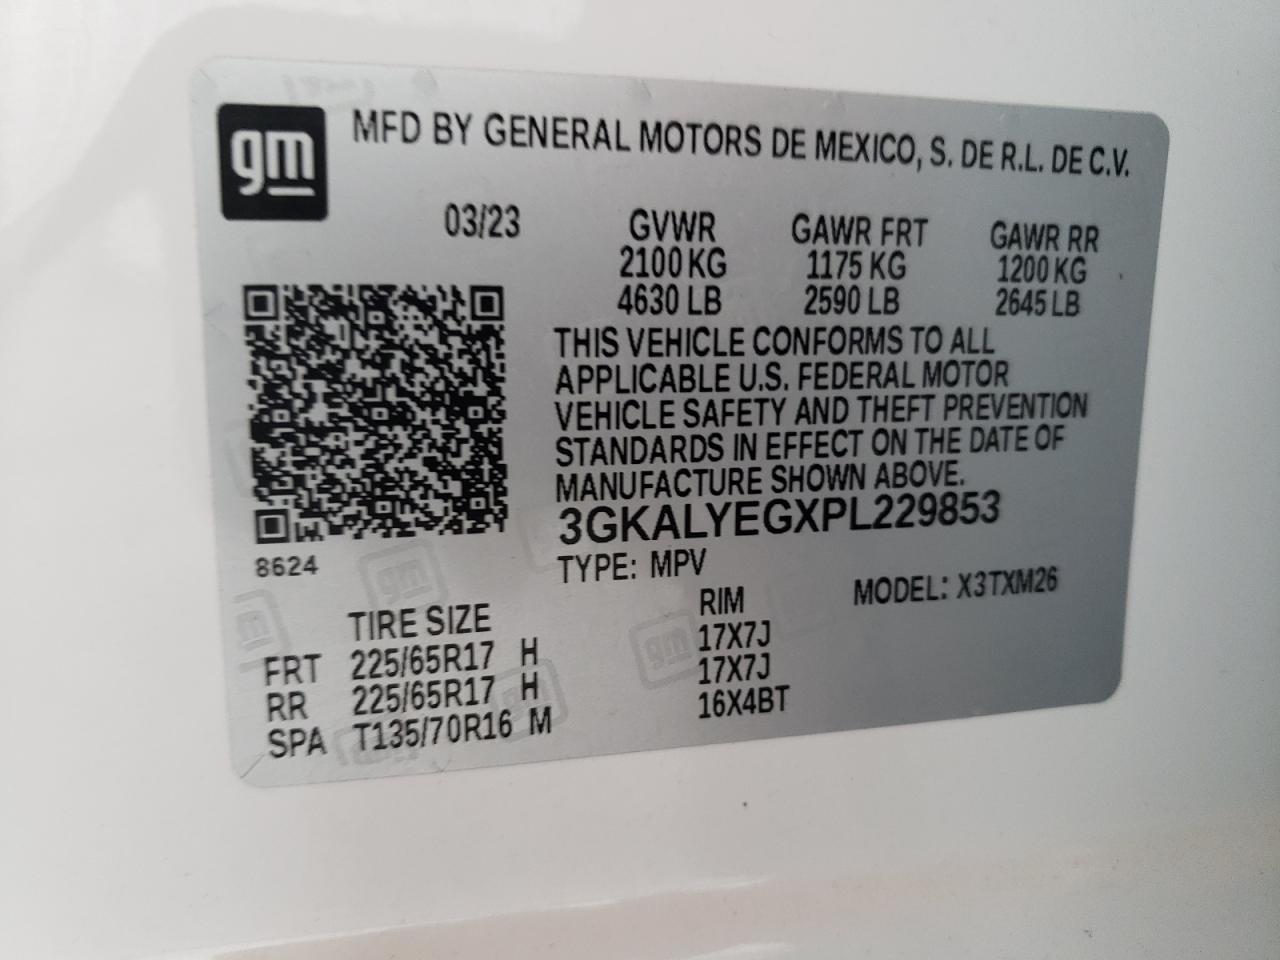 gm
MFD BY GENERAL MOTORS DE MEXICO, S. DE R.L. DE C.V.
03/23 GVWR GAWR FRT GAWR RR
2100 KG 1175 KG 1200 KG
4630 LB 2590 LB 2645 LB
THIS VEHICLE CONFORMS TO ALL
APPLICABLE U.S. FEDERAL MOTOR
VEHICLE SAFETY AND THEFT PREVENTION
STANDARDS IN EFFECT ON THE DATE OF
MANUFACTURE SHOWN ABOVE.
3GKALYEGXPL229853
8624
TYPE: MPV MODEL: X3TXM26
TIRE SIZE RIM
FRT 225/65R17 H 17X7J
RR 225/65R17 H 17X7J
SPA T135/70R16 M 16X4BT